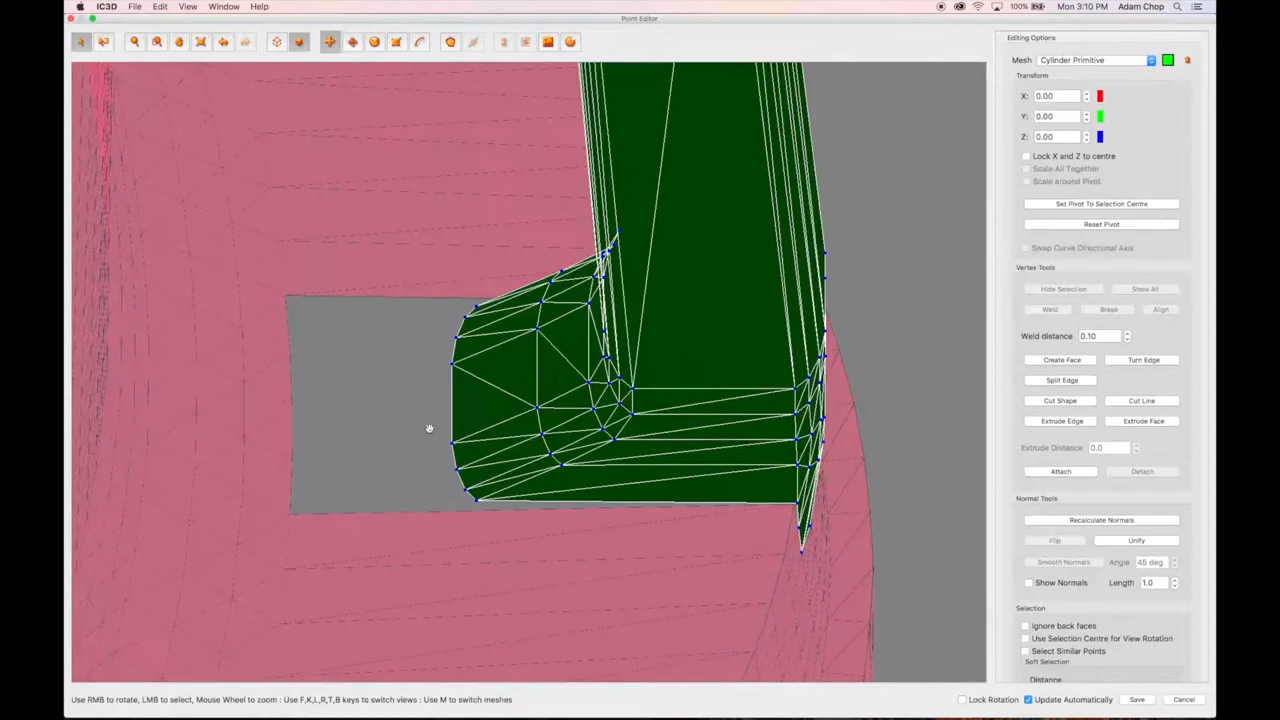 IC3D File Edit View Window Help 100% Mon 3:10 PM Adam Chop
Point Editor
Editing Options
Mesh Cylinder Primitive
Transform
X: 0.00
Y: 0.00
Z: 0.00
Lock X and Z to centre
Scale All Together
Scale around Pivot
Set Pivot To Selection Centre
Reset Pivot
Swap Curve Directional Axis
Vertex Tools
Hide Selection Show All
Weld Break Align
Weld distance 0.10
Create Face Turn Edge
Split Edge
Cut Shape Cut Line
Extrude Edge Extrude Face
Extrude Distance 0.0
Attach Detach
Normal Tools
Recalculate Normals
Flip Unify
Smooth Normals Angle 45 deg
Show Normals Length 1.0
Selection
Ignore back faces
Use Selection Centre for View Rotation
Select Similar Points
Soft Selection
Distance
Use RMB to rotate, LMB to select, Mouse Wheel to zoom : Use F,K,L,R,T,B keys to switch views : Use M to switch meshes Lock Rotation Update Automatically Save Cancel